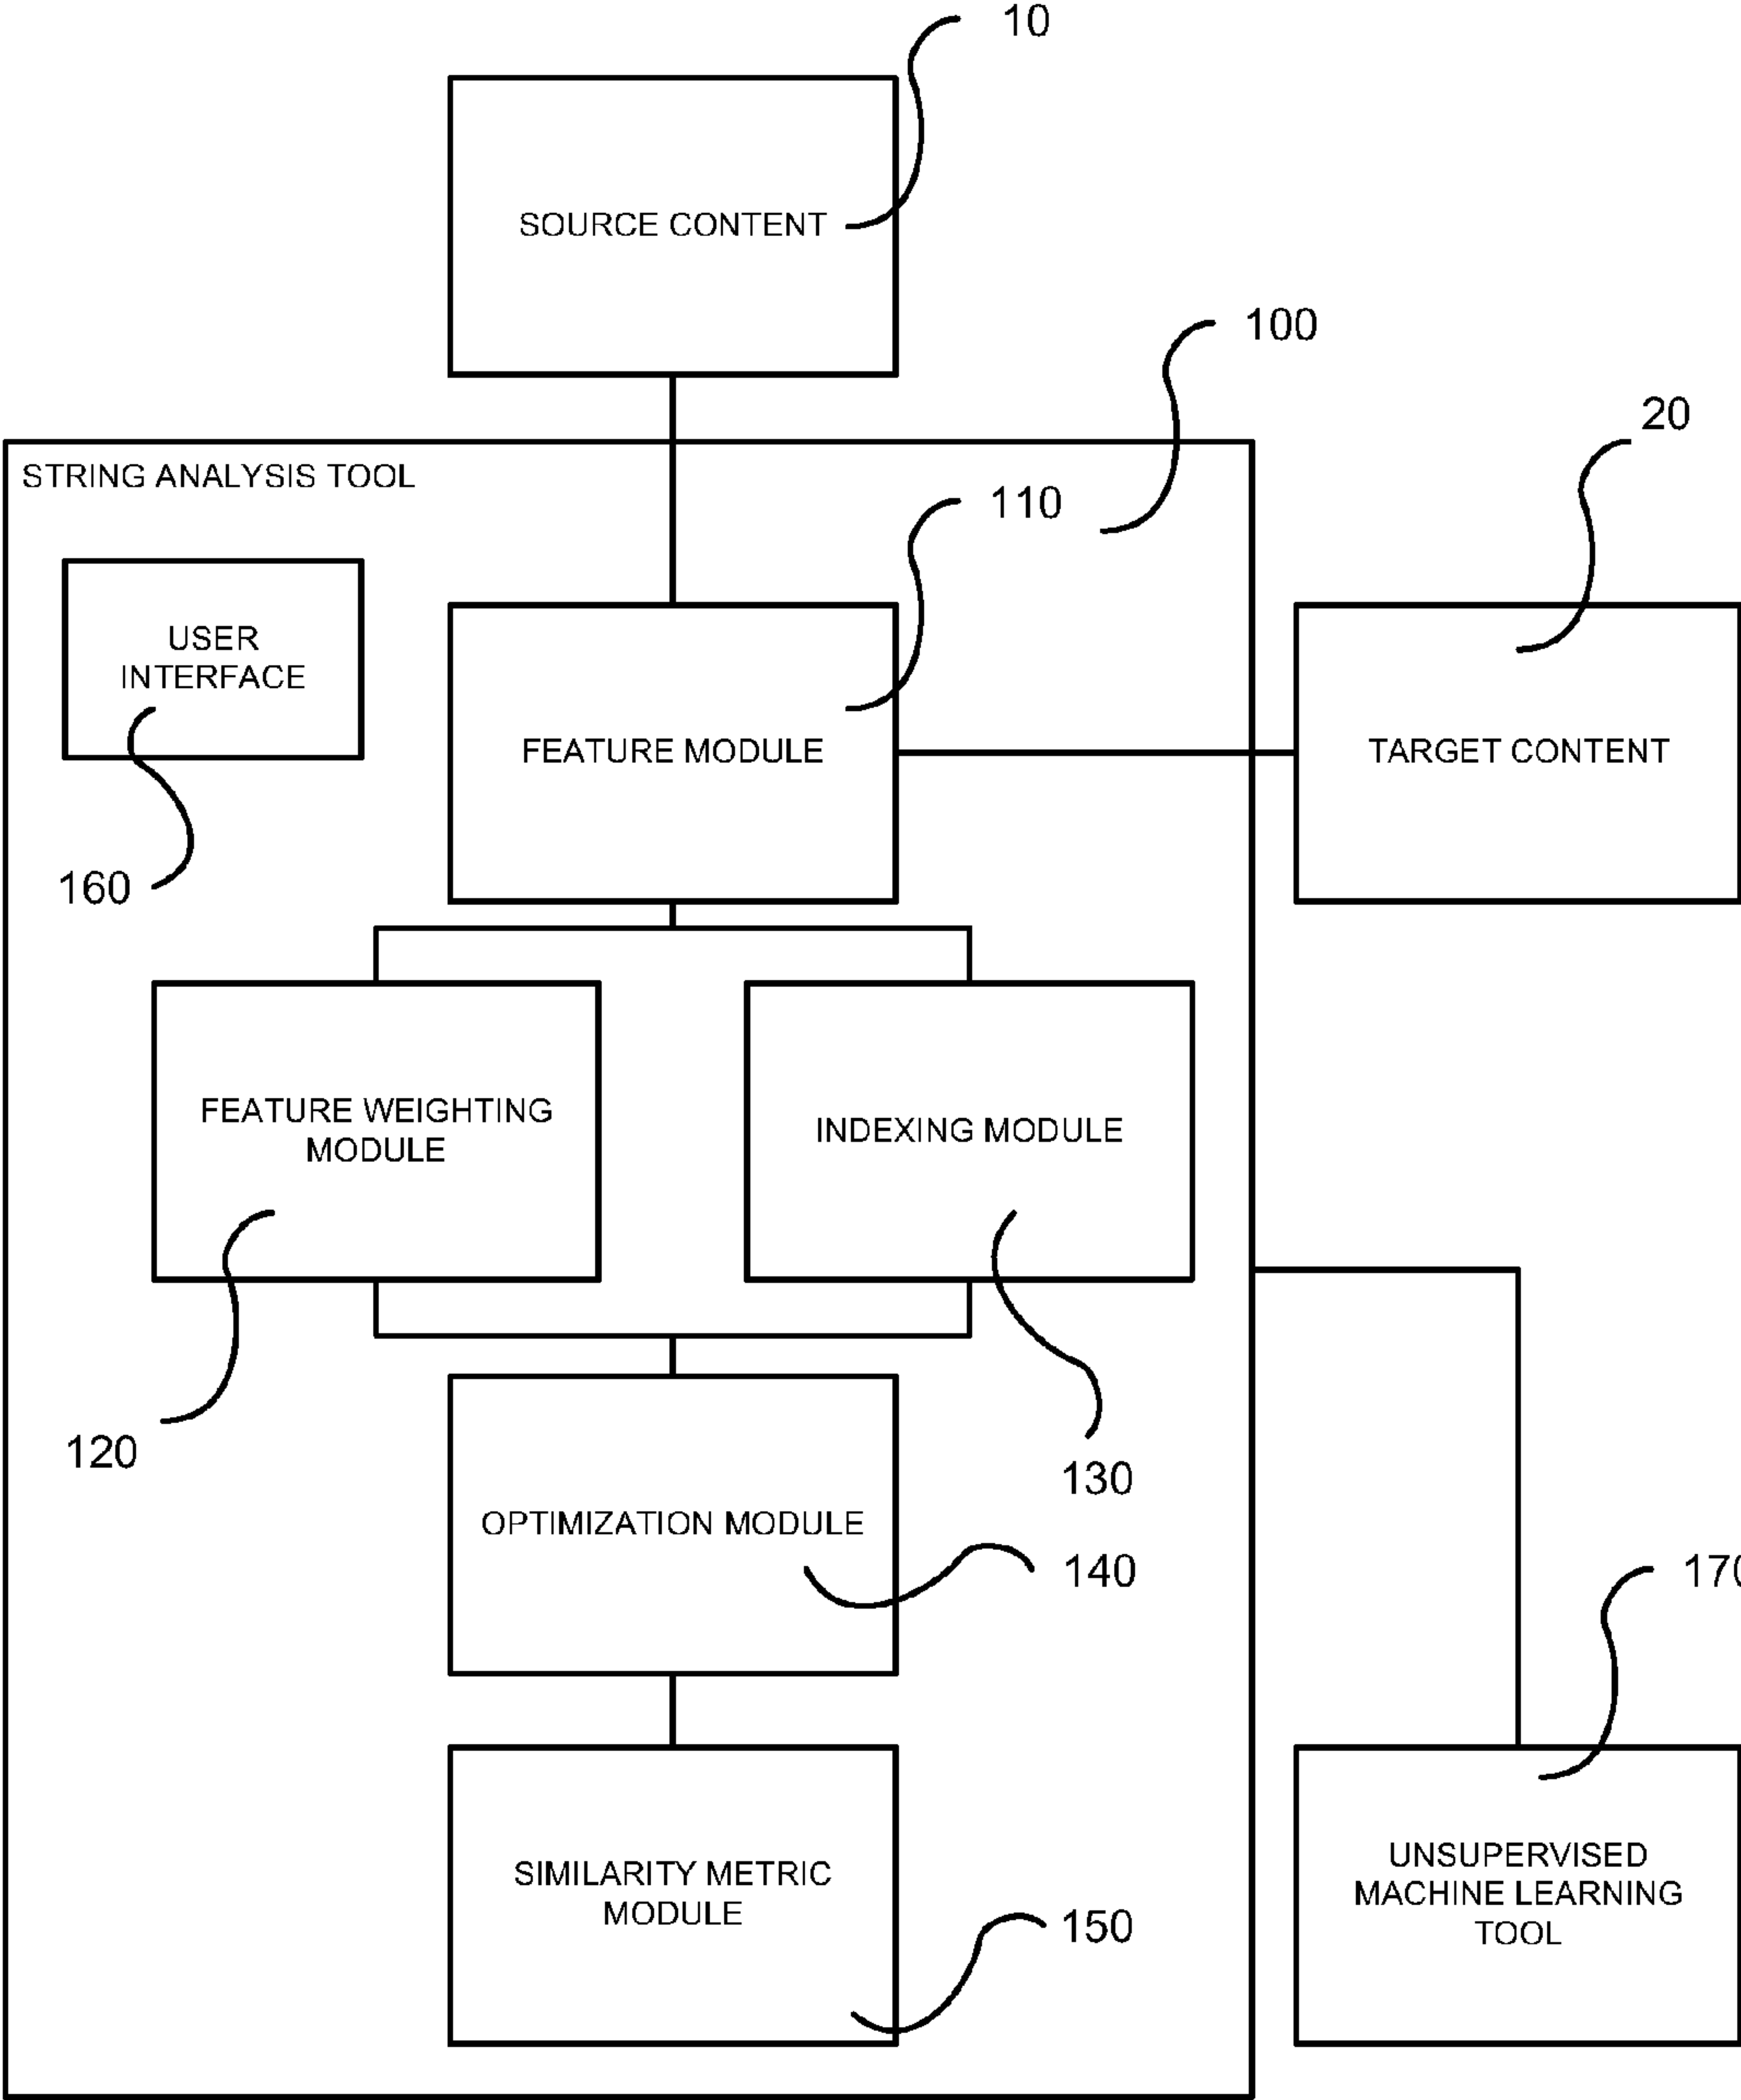 10
SOURCE CONTENT
100
20
STRING ANALYSIS TOOL
110
USER
INTERFACE
FEATURE MODULE
TARGET CONTENT
160
FEATURE WEIGHTING
MODULE
INDEXING MODULE
120
130
OPTIMIZATION MODULE
140
170
SIMILARITY METRIC
MODULE
150
UNSUPERVISED
MACHINE LEARNING
TOOL